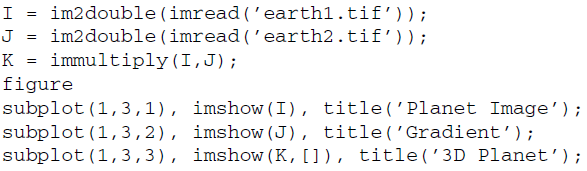 I = im2double(imread(’earth1.tif’));
J = im2double(imread(’earth2.tif’));
K = immultiply(I,J);
figure
subplot(1,3,1), imshow(I), title(’Planet Image’);
subplot(1,3,2), imshow(J), title(’Gradient’);
subplot(1,3,3), imshow(K,[]), title(’3D Planet’);